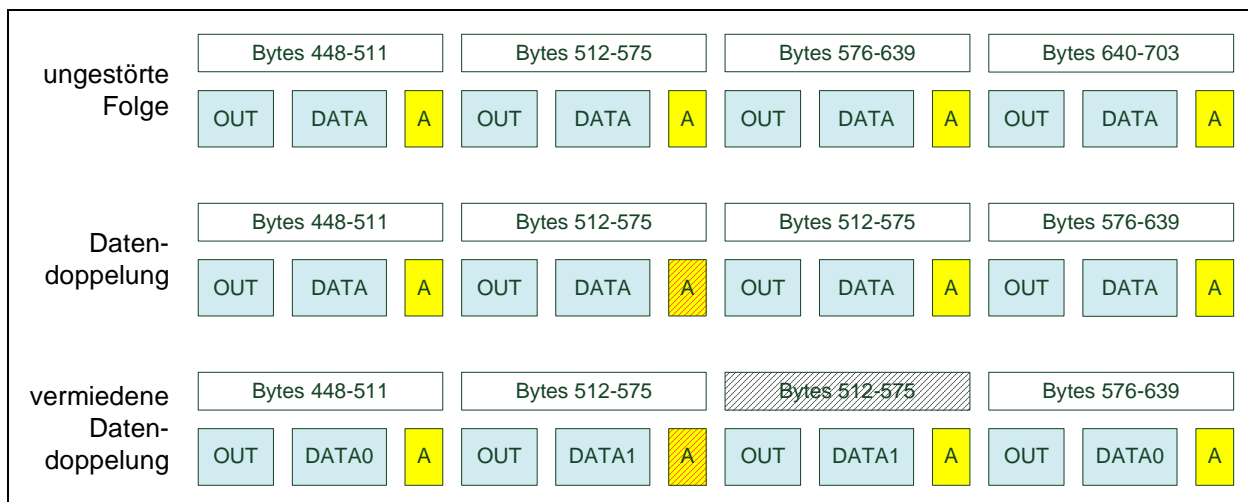 ungestörte
Folge
Bytes 448-511 Bytes 512-575 Bytes 576-639 Bytes 640-703
OUT DATA A OUT DATA A OUT DATA A OUT DATA A
Daten-
doppelung
Bytes 448-511 Bytes 512-575 Bytes 512-575 Bytes 576-639
OUT DATA A OUT DATA A OUT DATA A OUT DATA A
vermiedene
Daten-
doppelung
Bytes 448-511 Bytes 512-575 Bytes 512-575 Bytes 576-639
OUT DATA0 A OUT DATA1 A OUT DATA1 A OUT DATA0 A